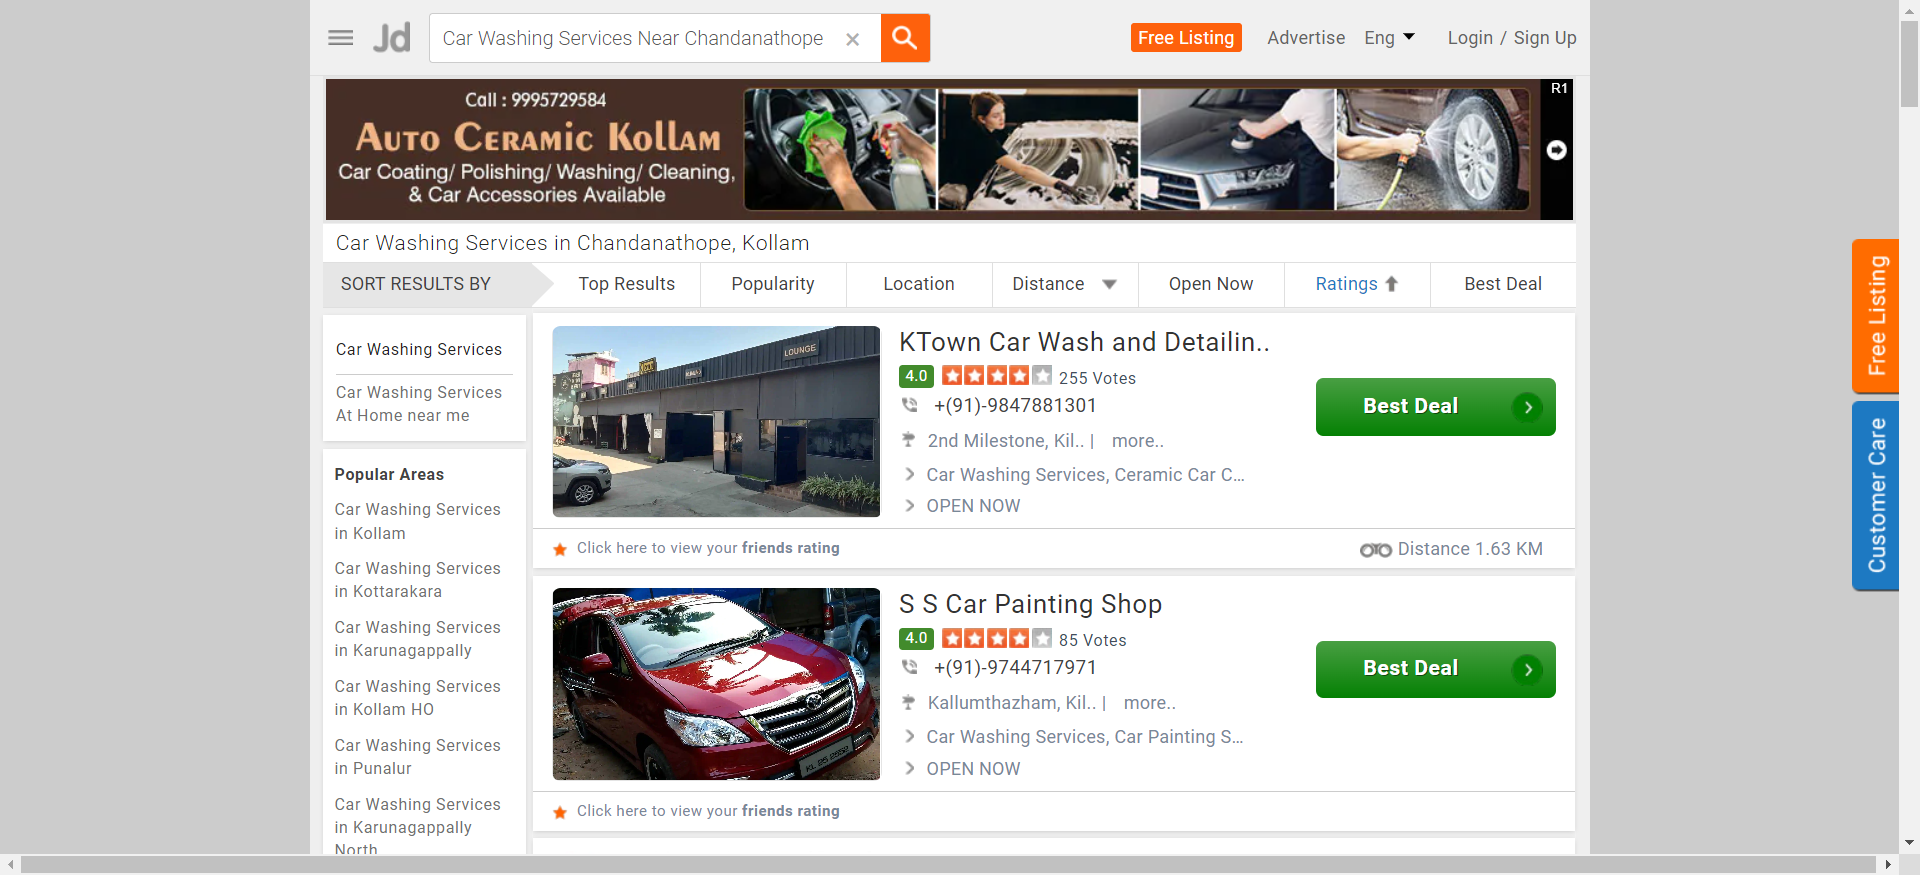 Jd
Car Washing Services Near Chandanathope
Free Listing
Advertise
Eng
Login / Sign Up
Call : 9995729584
Auto Ceramic Kollam
Car Coating/ Polishing/ Washing/ Cleaning,
& Car Accessories Available
R1
Car Washing Services in Chandanathope, Kollam
SORT RESULTS BY
Top Results
Popularity
Location
Distance
Open Now
Ratings
Best Deal
Car Washing Services
Car Washing Services
At Home near me
Popular Areas
Car Washing Services
in Kollam
Car Washing Services
in Kottarakara
Car Washing Services
in Karunagappally
Car Washing Services
in Kollam HO
Car Washing Services
in Punalur
Car Washing Services
in Karunagappally
North
LOUNGE
KTown Car Wash and Detailin..
4.0
255 Votes
+(91)-9847881301
2nd Milestone, Kil.. | more..
Car Washing Services, Ceramic Car C...
OPEN NOW
Best Deal
Click here to view your friends rating
Distance 1.63 KM
S S Car Painting Shop
4.0
85 Votes
+(91)-9744717971
Kallumthazham, Kil.. | more..
Car Washing Services, Car Painting S...
OPEN NOW
Best Deal
Click here to view your friends rating
Free Listing
Customer Care